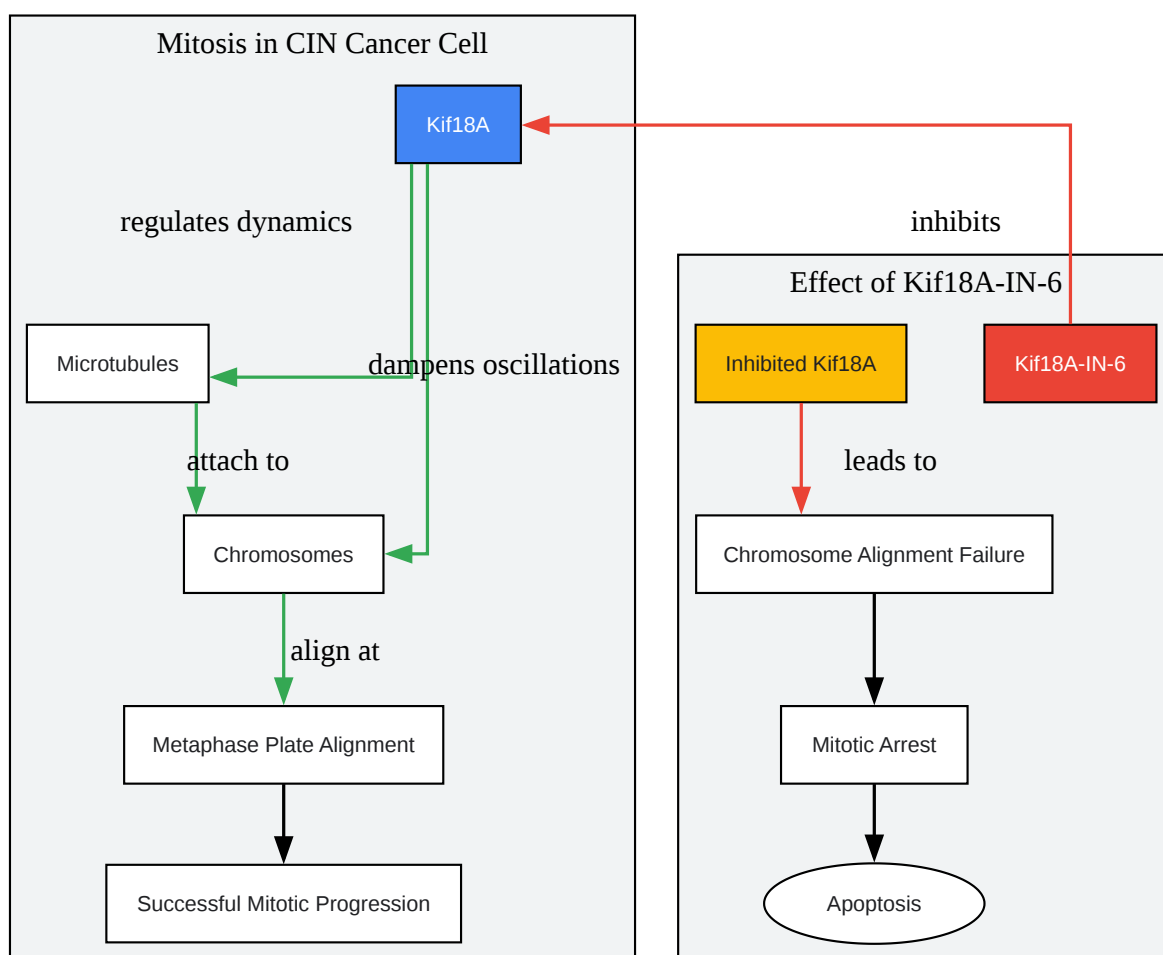 Mitosis in CIN Cancer Cell
Kif18A
regulates dynamics
inhibits
Effect of Kif18A-IN-6
Microtubules
dampens oscillations
Inhibited Kif18A
Kif18A-IN-6
attach to
leads to
Chromosomes
Chromosome Alignment Failure
align at
Metaphase Plate Alignment
Mitotic Arrest
Successful Mitotic Progression
Apoptosis